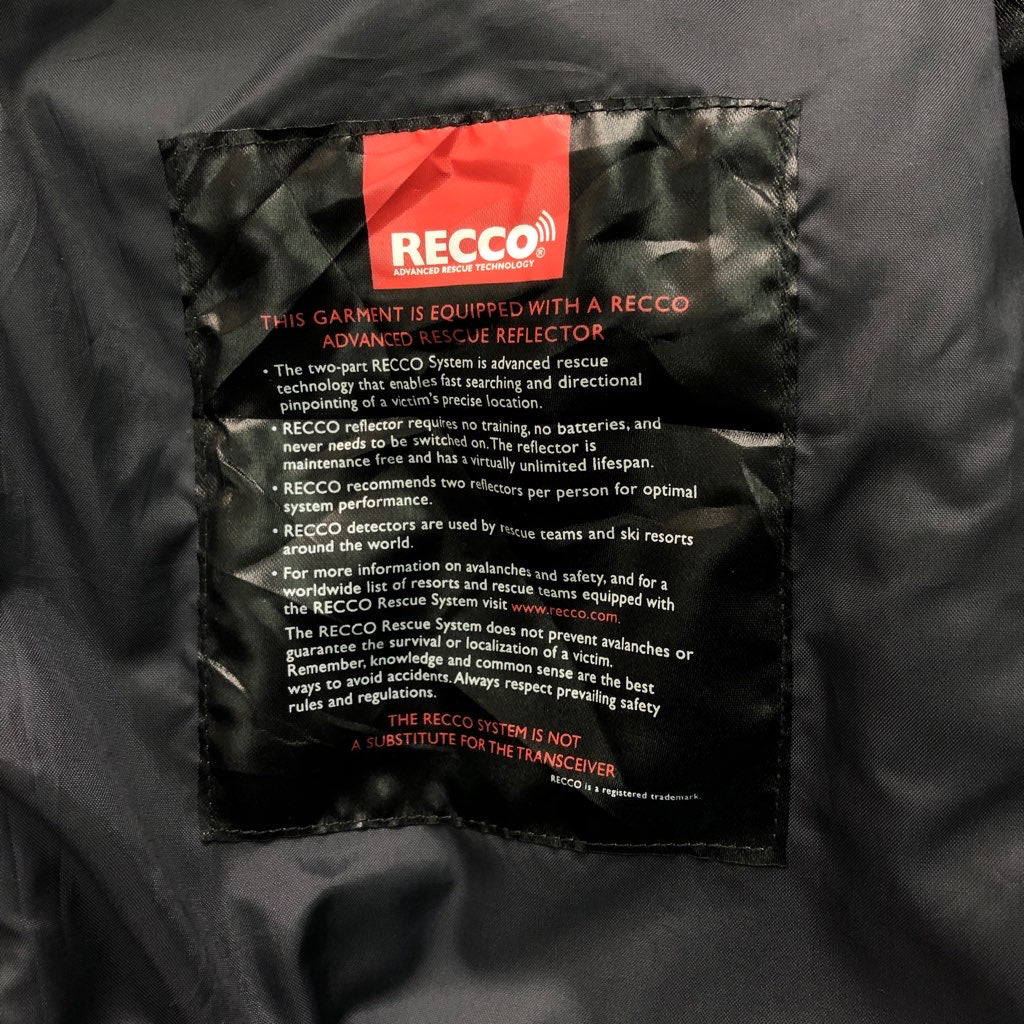 RECCO®
ADVANCED RESCUE TECHNOLOGY
THIS GARMENT IS EQUIPPED WITH A RECCO
ADVANCED RESCUE REFLECTOR
• The two-part RECCO System is advanced rescue
technology that enables fast searching and directional
pinpointing of a victim's precise location.
• RECCO reflector requires no training, no batteries, and
never needs to be switched on. The reflector is
maintenance free and has a virtually unlimited lifespan.
• RECCO recommends two reflectors per person for optimal
system performance.
• RECCO detectors are used by rescue teams and ski resorts
around the world.
• For more information on avalanches and safety, and for a
worldwide list of resorts and rescue teams equipped with
the RECCO Rescue System visit www.recco.com.
The RECCO Rescue System does not prevent avalanches or
guarantee the survival or localization of a victim.
Remember, knowledge and common sense are the best
ways to avoid accidents. Always respect prevailing safety
rules and regulations.
THE RECCO SYSTEM IS NOT
A SUBSTITUTE FOR THE TRANSCEIVER
RECCO is a registered trademark.